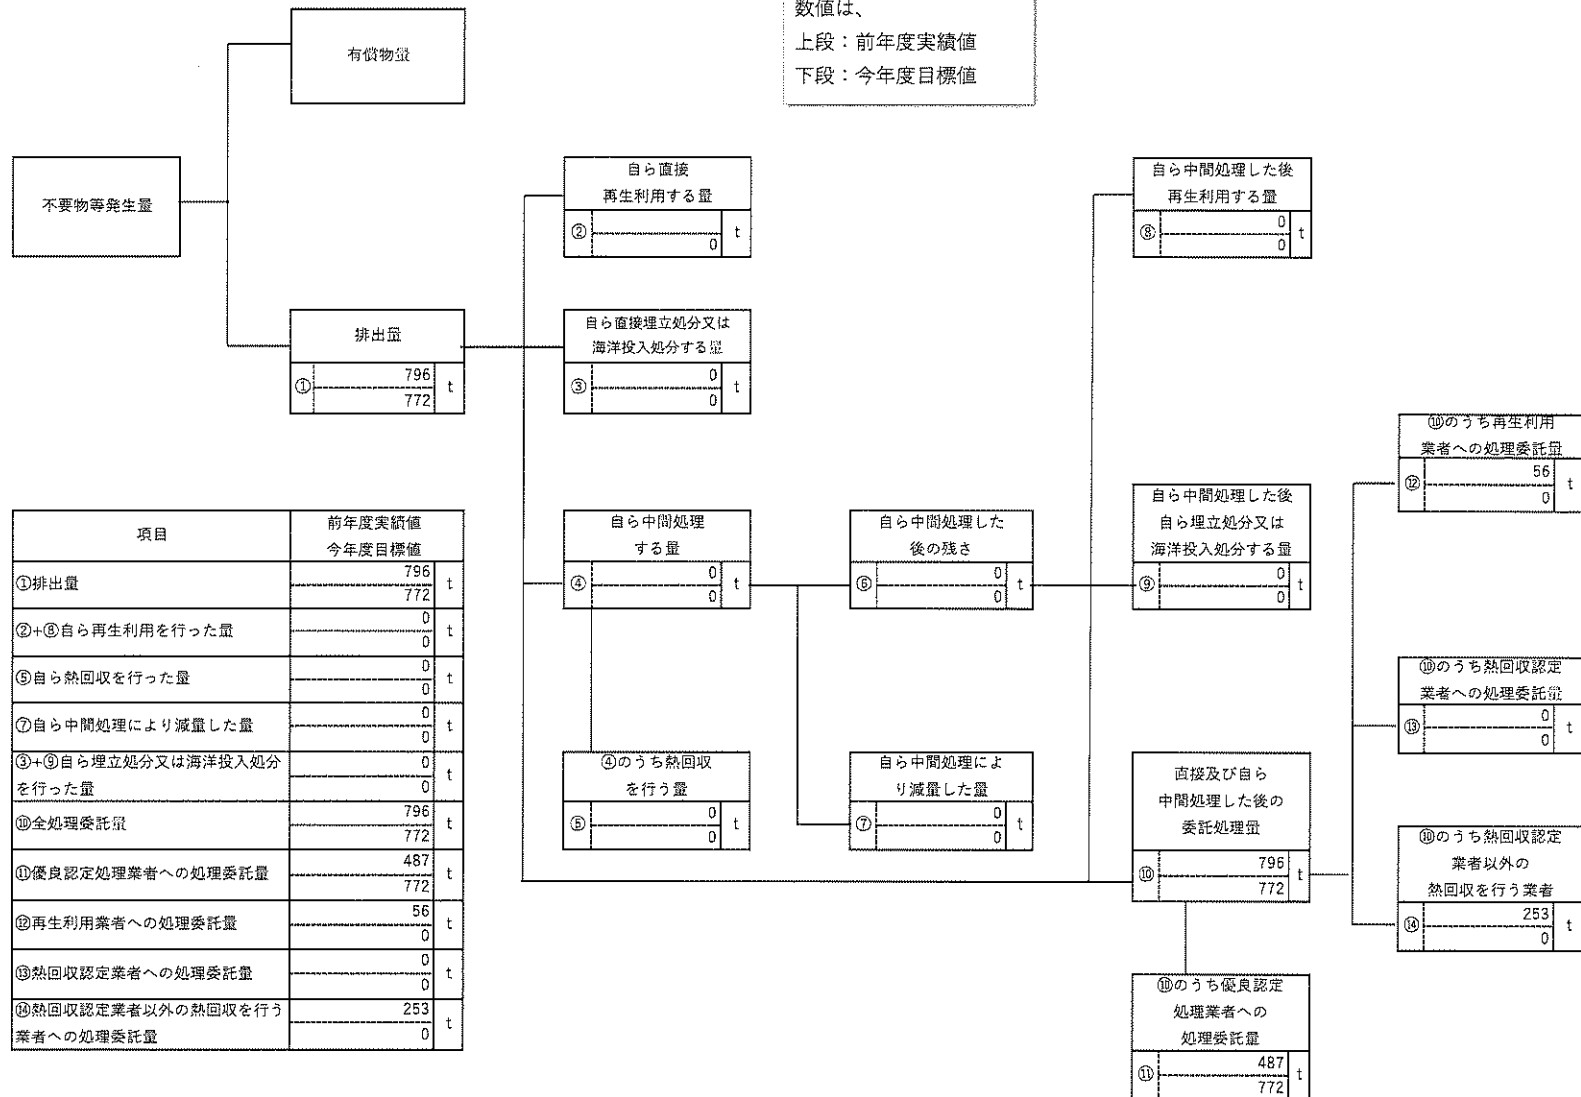 数値は、
上段：前年度実績値
下段：今年度目標値
有償物量
不要物等発生量
排出量
① 796 t
772
自ら直接
再生利用する量
② t
0
自ら直接埋立処分又は
海洋投入処分する量
③ 0 t
0
自ら中間処理
する量
④ 0 t
0
④のうち熱回収
を行う量
⑤ 0 t
0
自ら中間処理した
後の残さ
⑥ 0 t
0
自ら中間処理によ
り減量した量
⑦ 0 t
0
自ら中間処理した後
再生利用する量
⑧ 0 t
0
自ら中間処理した後
自ら埋立処分又は
海洋投入処分する量
⑨ 0 t
0
直接及び自ら
中間処理した後の
委託処理量
⑩ 796 t
772
⑩のうち優良認定
処理業者への
処理委託量
⑪ 487 t
772
⑩のうち再生利用
業者への処理委託量
⑫ 56 t
0
⑩のうち熱回収認定
業者への処理委託量
⑬ 0 t
0
⑩のうち熱回収認定
業者以外の
熱回収を行う業者
⑭ 253 t
0
項目 前年度実績値
今年度目標値
①排出量 796 t
772
②+⑧自ら再生利用を行った量 0 t
0
⑤自ら熱回収を行った量 0 t
0
⑦自ら中間処理により減量した量 0 t
0
③+⑨自ら埋立処分又は海洋投入処分 0 t
を行った量 0
⑩全処理委託量 796 t
772
⑪優良認定処理業者への処理委託量 487 t
772
⑫再生利用業者への処理委託量 56 t
0
⑬熱回収認定業者への処理委託量 0 t
0
⑭熱回収認定業者以外の熱回収を行う 253 t
業者への処理委託量 0